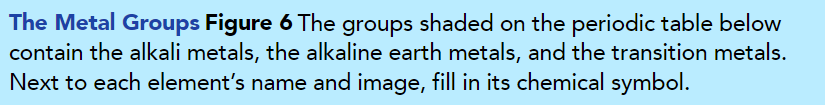 The Metal Groups Figure 6 The groups shaded on the periodic table below
contain the alkali metals, the alkaline earth metals, and the transition metals.
Next to each element’s name and image, fill in its chemical symbol.